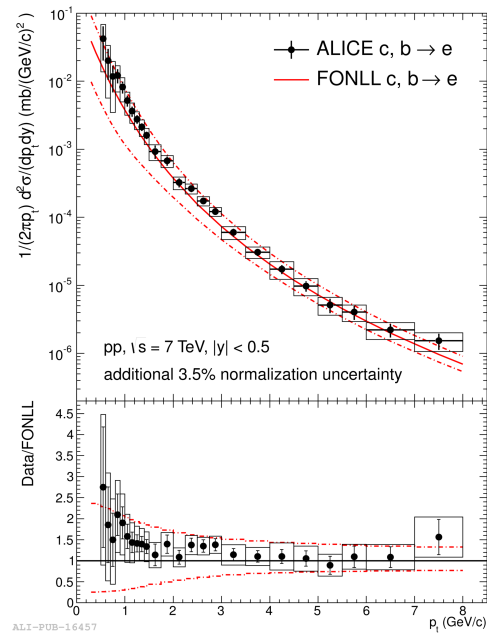 1/(2πp_t) d²σ/(dp_t dy) (mb/(GeV/c)²)
10⁻¹
10⁻²
10⁻³
10⁻⁴
10⁻⁵
10⁻⁶
ALICE c, b → e
FONLL c, b → e
pp, √s = 7 TeV, |y| < 0.5
additional 3.5% normalization uncertainty
Data/FONLL
4.5
4
3.5
3
2.5
2
1.5
1
0.5
0
0 1 2 3 4 5 6 7 8
p_t (GeV/c)
ALI-PUB-16457